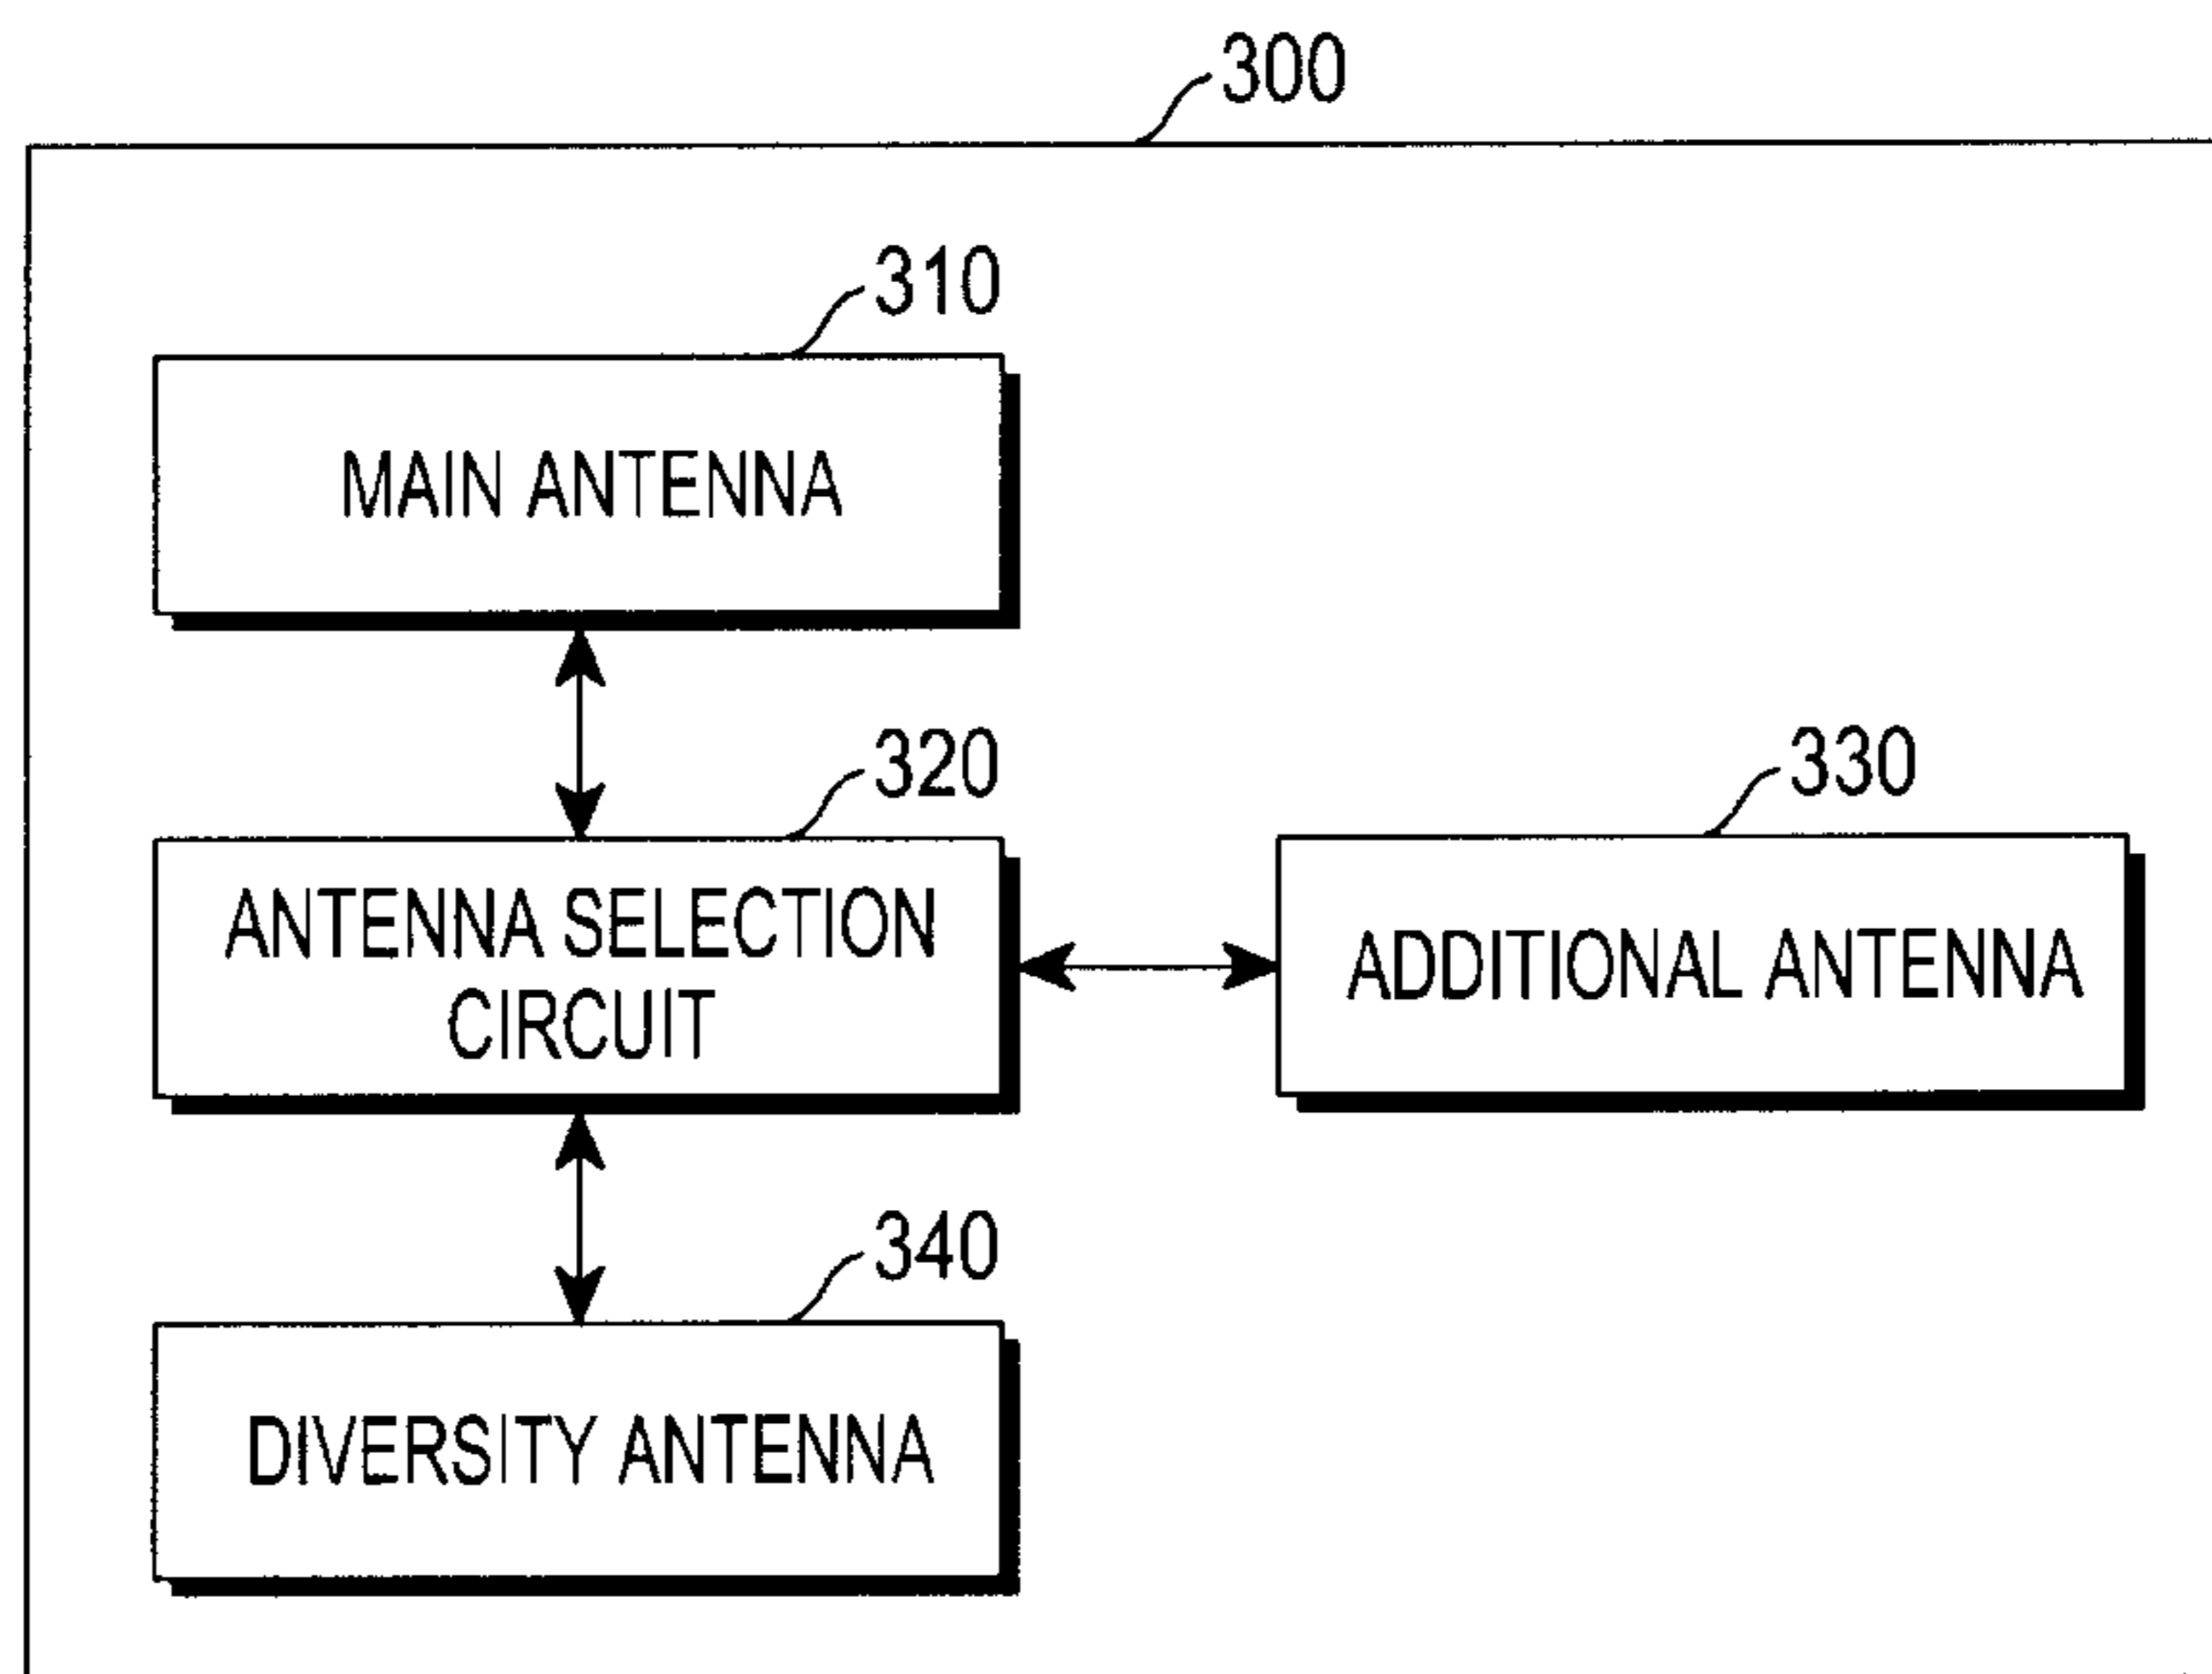 300
310
MAIN ANTENNA
320
330
ANTENNA SELECTION
CIRCUIT
ADDITIONAL ANTENNA
340
DIVERSITY ANTENNA